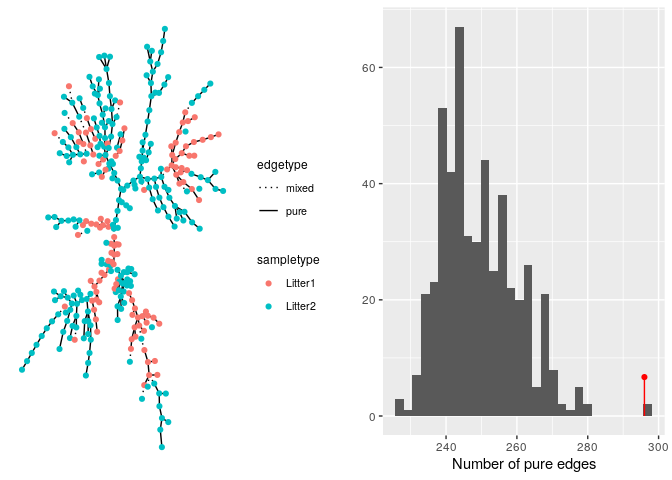 edgetype
mixed
pure
sampletype
Litter1
Litter2
60
40
20
0
240 260 280 300
Number of pure edges